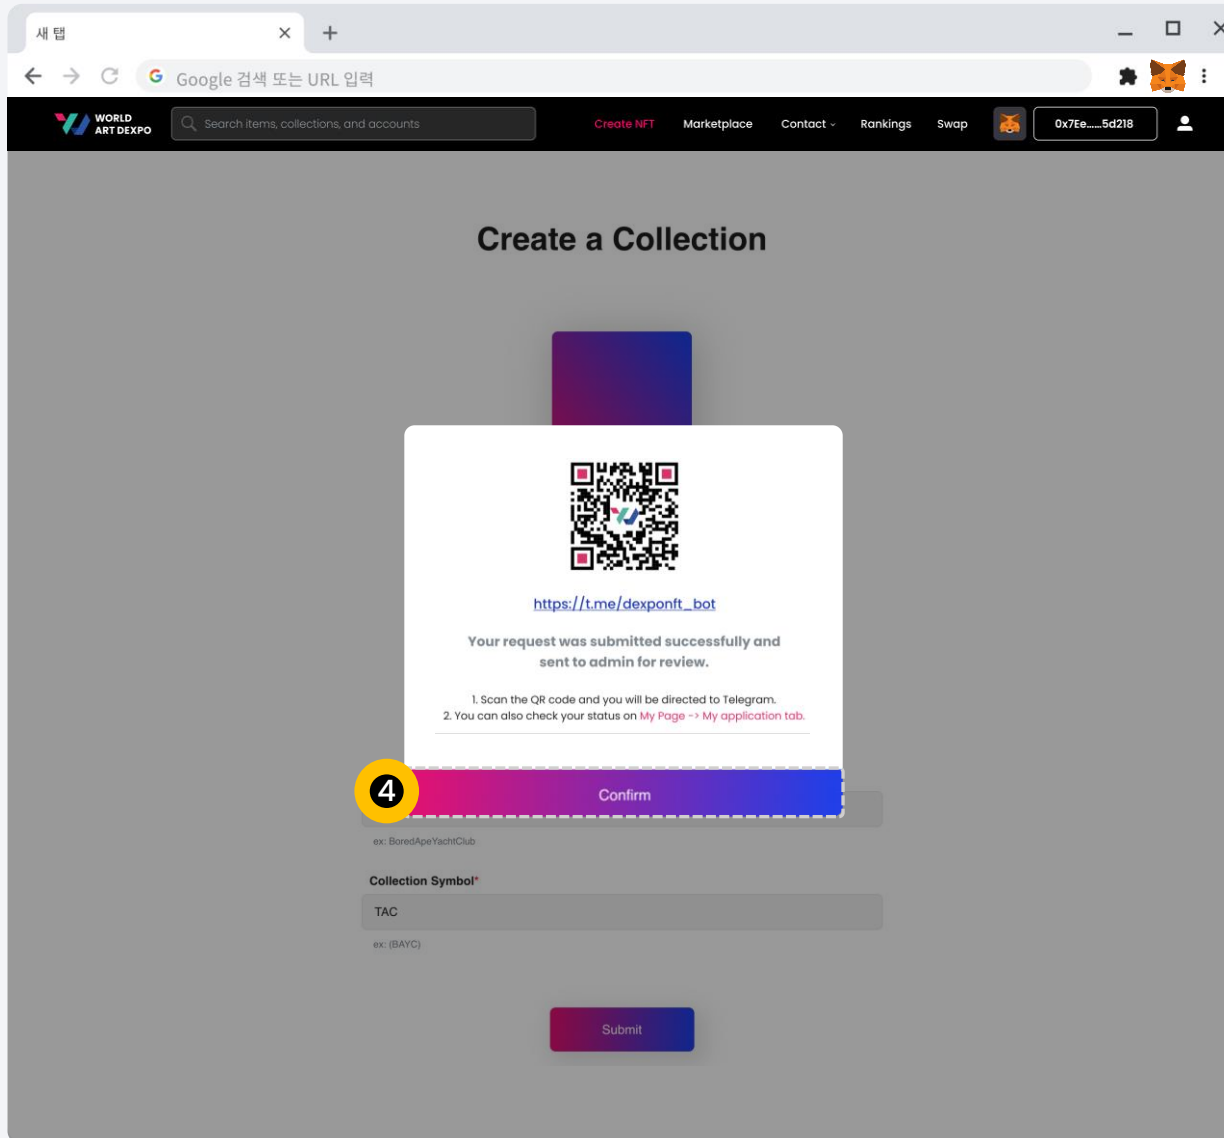 새 탭
Google 검색 또는 URL 입력
WORLD
ART DEXPO
Search items, collections, and accounts
Create NFT
Marketplace
Contact
Rankings
Swap
0x7Ee......5d218
Create a Collection
https://t.me/dexponft_bot
Your request was submitted successfully and
sent to admin for review.
1. Scan the QR code and you will be directed to Telegram.
2. You can also check your status on My Page -> My application tab.
4
Confirm
ex: BoredApeYachtClub
Collection Symbol*
TAC
ex: (BAYC)
Submit